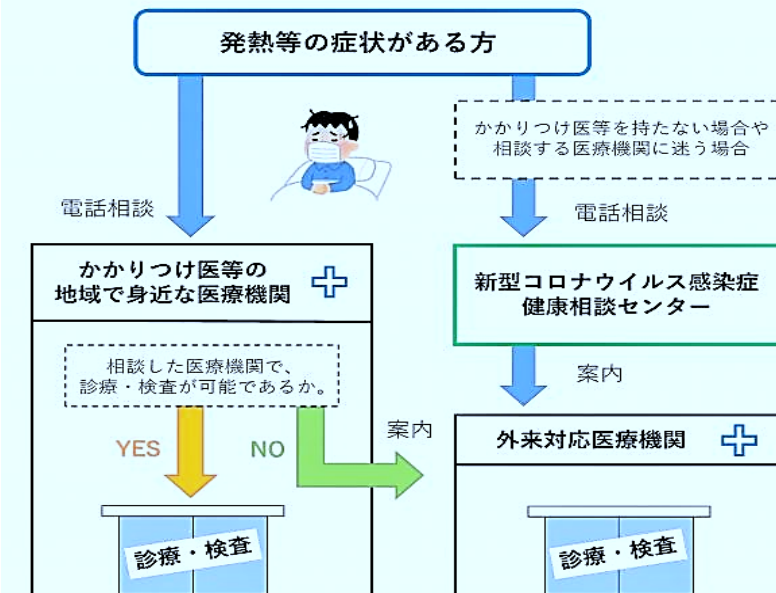 発熱等の症状がある方
かかりつけ医等を持たない場合や
相談する医療機関に迷う場合
電話相談
電話相談
かかりつけ医等の
地域で身近な医療機関
新型コロナウイルス感染症
健康相談センター
相談した医療機関で、
診療・検査が可能であるか。
案内
YES
NO
案内
外来対応医療機関
診療・検査
診療・検査